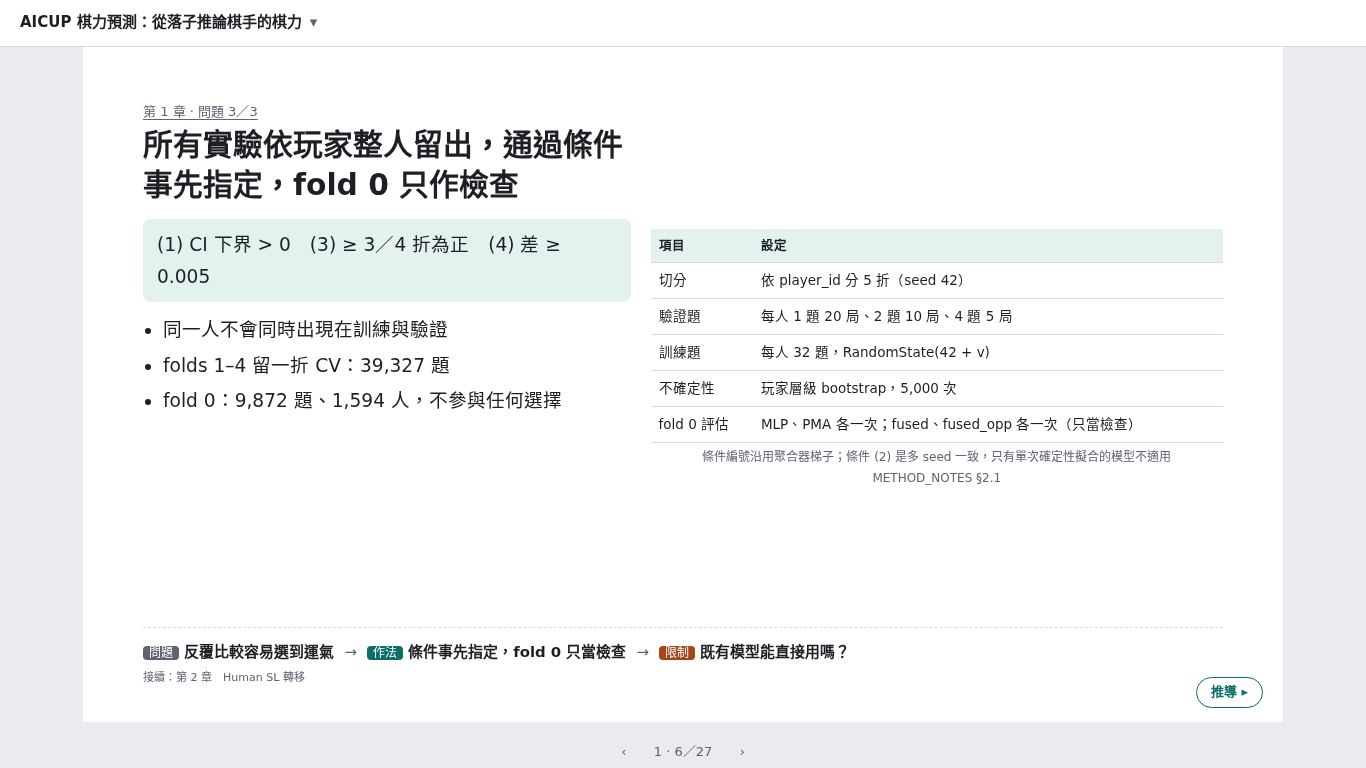 AICUP 棋力預測：從落子推論棋手的棋力 ▾
第 1 章 · 問題 3／3
所有實驗依玩家整人留出，通過條件
事先指定，fold 0 只作檢查
(1) CI 下界 > 0　(3) ≥ 3／4 折為正　(4) 差 ≥
0.005
• 同一人不會同時出現在訓練與驗證
• folds 1–4 留一折 CV：39,327 題
• fold 0：9,872 題、1,594 人，不參與任何選擇
項目 設定
切分 依 player_id 分 5 折（seed 42）
驗證題 每人 1 題 20 局、2 題 10 局、4 題 5 局
訓練題 每人 32 題，RandomState(42 + v)
不確定性 玩家層級 bootstrap，5,000 次
fold 0 評估 MLP、PMA 各一次；fused、fused_opp 各一次（只當檢查）
條件編號沿用聚合器梯子；條件 (2) 是多 seed 一致，只有單次確定性擬合的模型不適用
METHOD_NOTES §2.1
問題 反覆比較容易選到運氣 → 作法 條件事先指定，fold 0 只當檢查 → 限制 既有模型能直接用嗎？
接續：第 2 章　Human SL 轉移
推導 ▸
‹ 1 · 6／27 ›